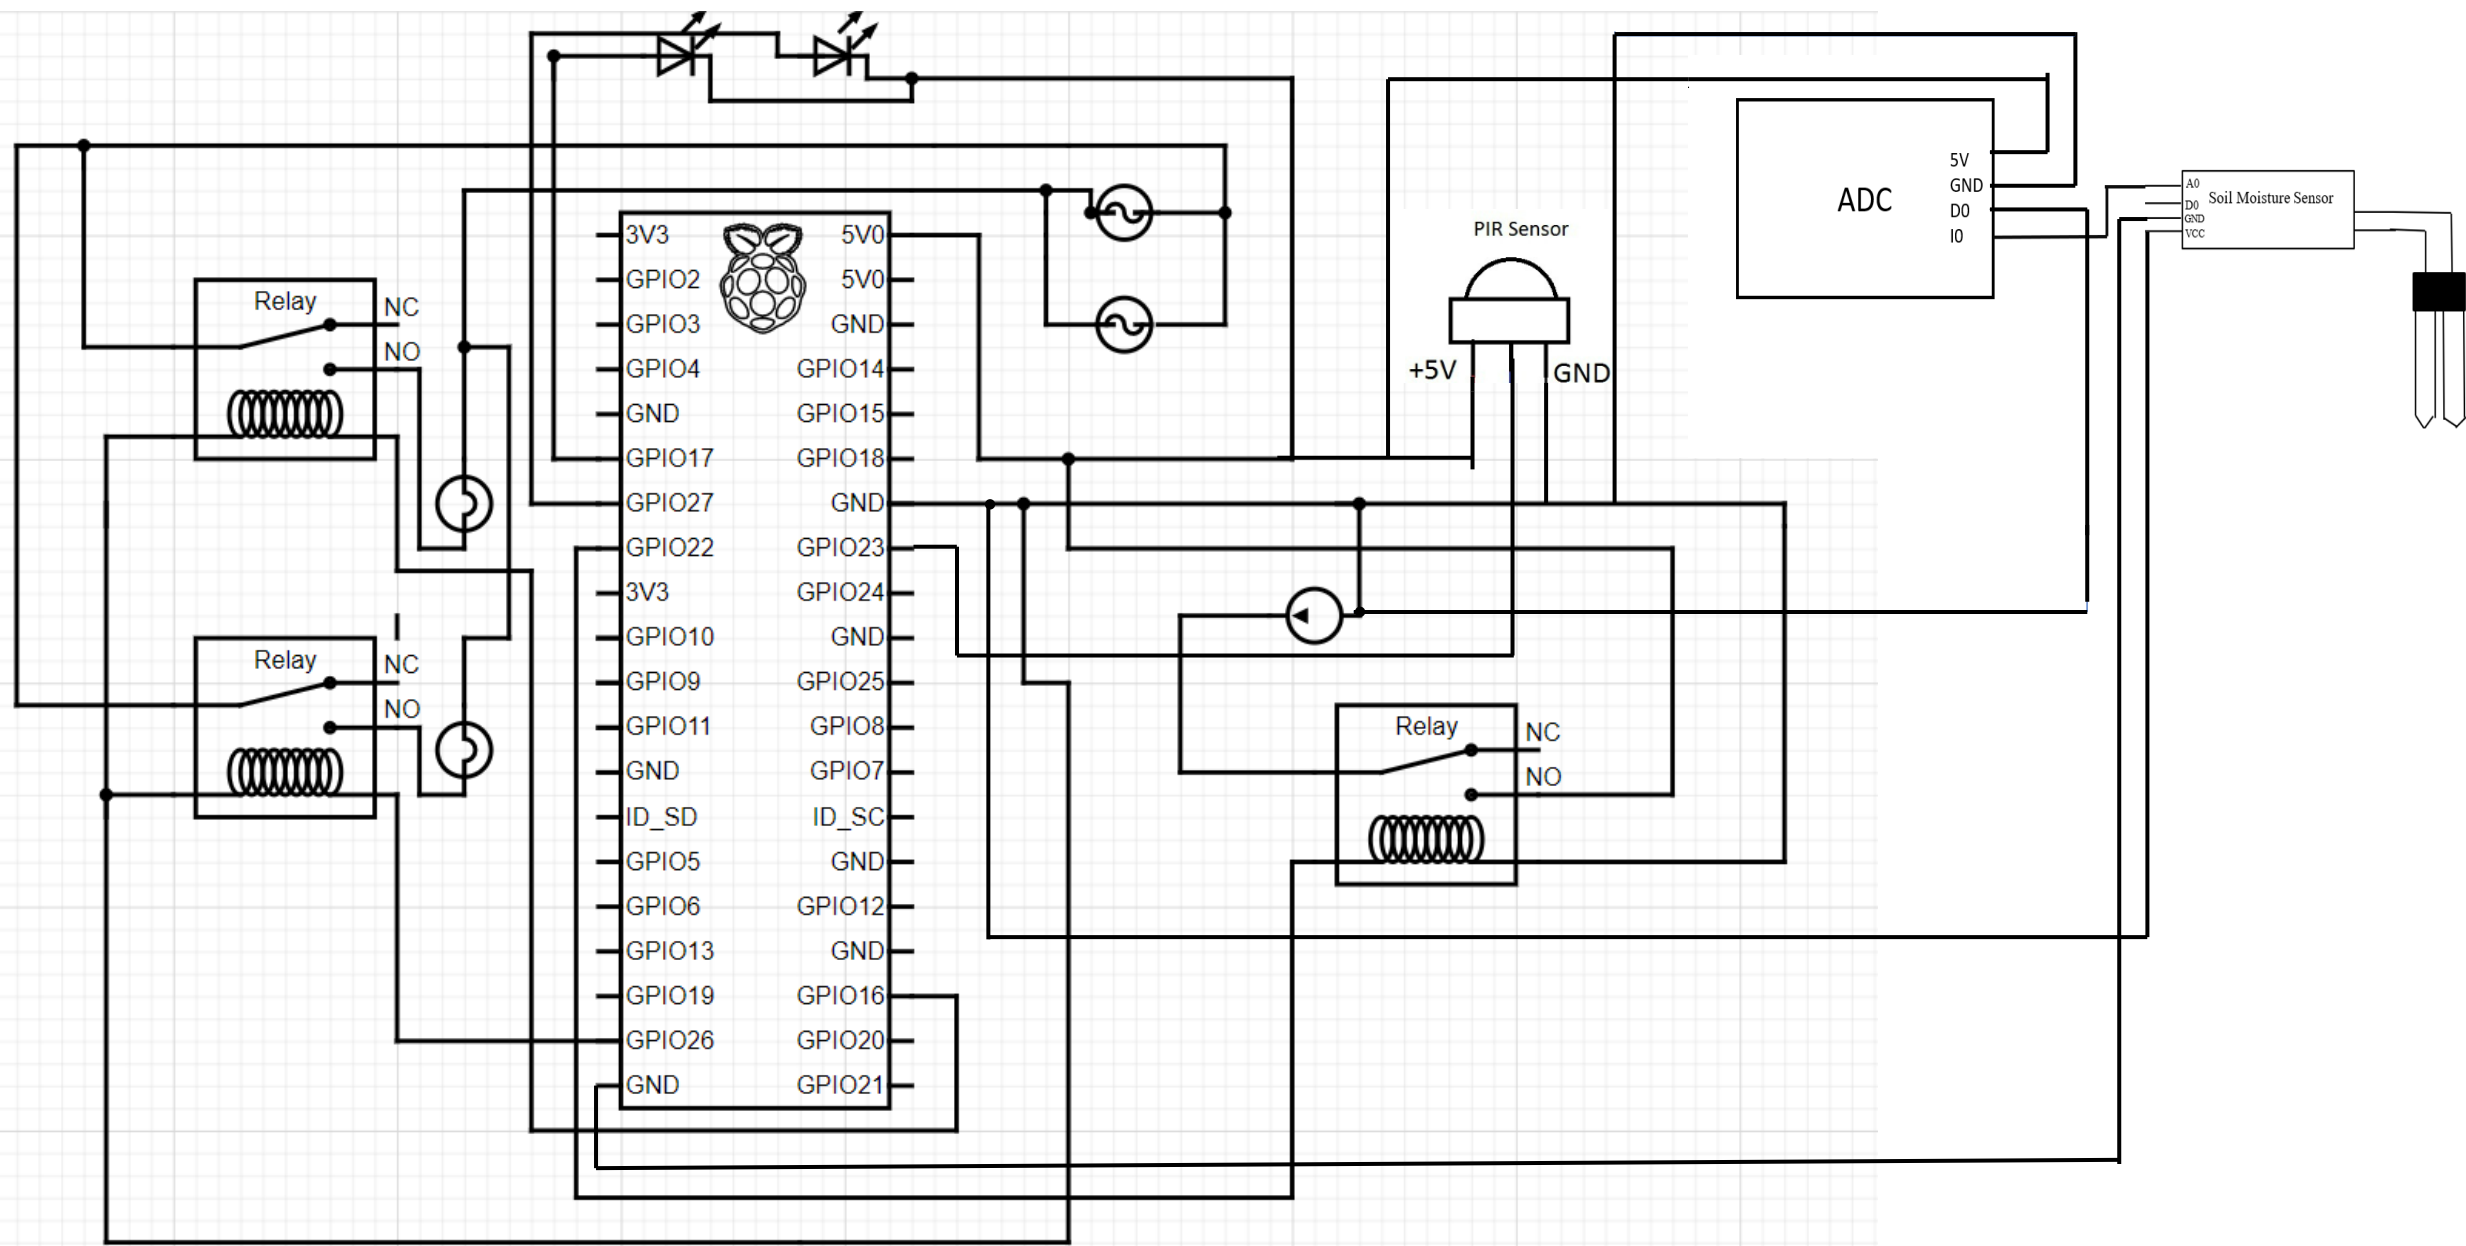 Relay
NC
NO
Relay
NC
NO
3V3
GPIO2
GPIO3
GPIO4
GND
GPIO17
GPIO27
GPIO22
3V3
GPIO10
GPIO9
GPIO11
GND
ID_SD
GPIO5
GPIO6
GPIO13
GPIO19
GPIO26
GND
5V0
5V0
GND
GPIO14
GPIO15
GPIO18
GND
GPIO23
GPIO24
GND
GPIO25
GPIO8
GPIO7
ID_SC
GND
GPIO12
GND
GPIO16
GPIO20
GPIO21
PIR Sensor
+5V
GND
Relay
NC
NO
ADC
5V
GND
D0
I0
A0
D0
GND
VCC
Soil Moisture Sensor